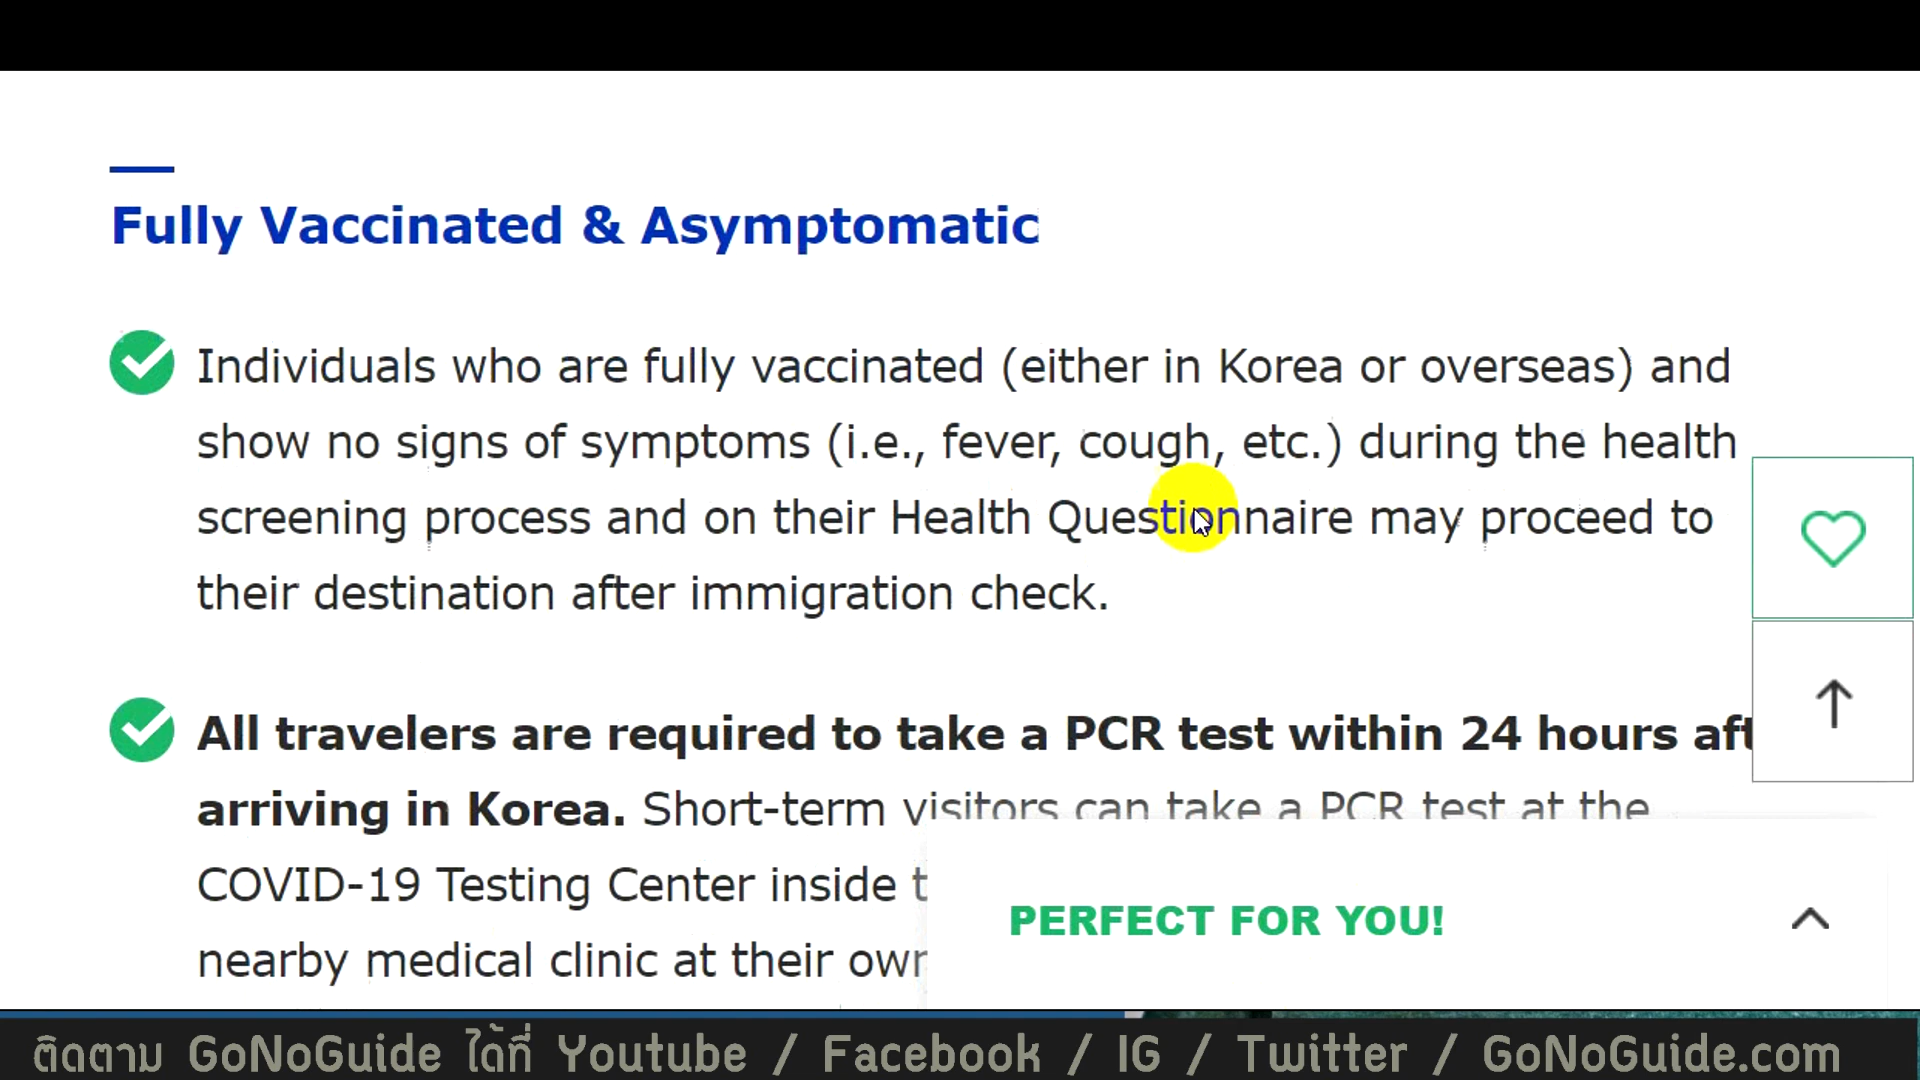 Fully Vaccinated & Asymptomatic
Individuals who are fully vaccinated (either in Korea or overseas) and
show no signs of symptoms (i.e., fever, cough, etc.) during the health
screening process and on their Health Questionnaire may proceed to
their destination after immigration check.
All travelers are required to take a PCR test within 24 hours
arriving in Korea. Short-term visitors can take a PCR test at the
COVID-19 Testing Center inside
nearby medical clinic at their
PERFECT FOR YOU!
ติดตาม GoNoGuide ได้ที่ Youtube / Facebook / IG / Twitter / GoNoGuide.com